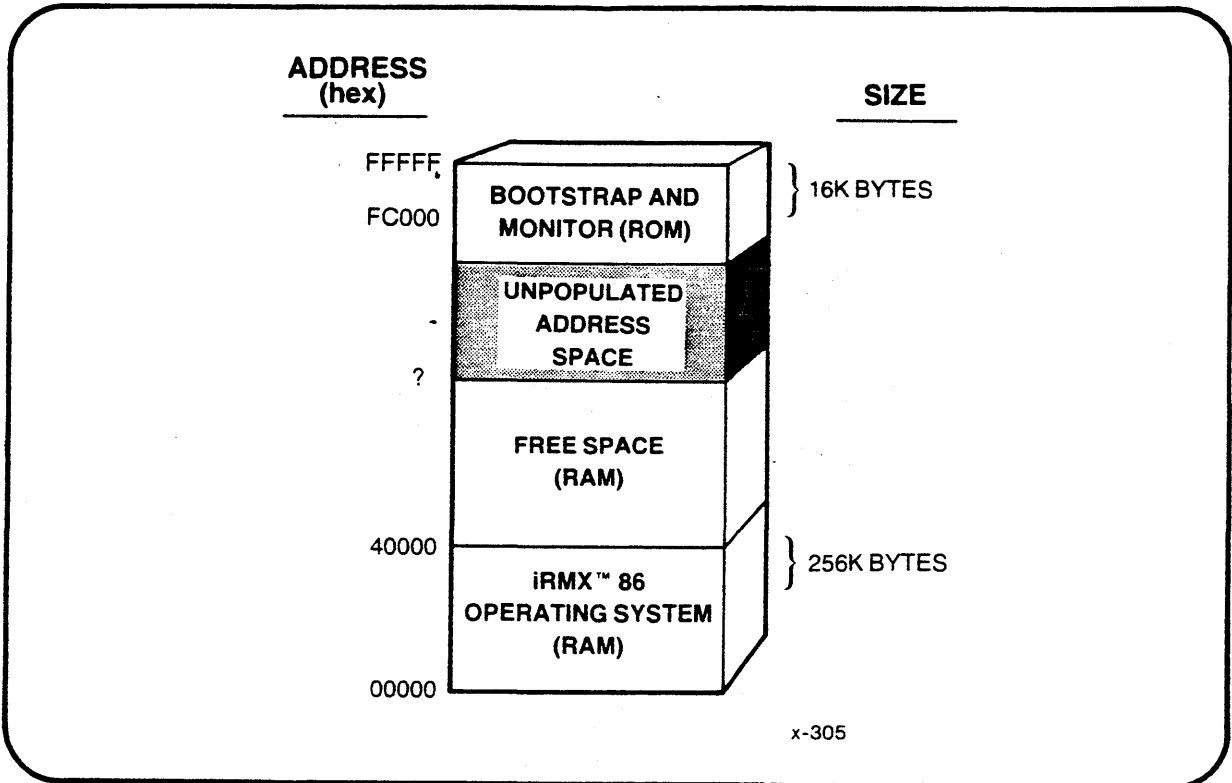 ADDRESS
(hex)
SIZE
FFFFF
BOOTSTRAP AND
MONITOR (ROM)
} 16K BYTES
FC000
UNPOPULATED
ADDRESS
SPACE
?
FREE SPACE
(RAM)
40000
} 256K BYTES
iRMX™ 86
OPERATING SYSTEM
(RAM)
00000
x-305